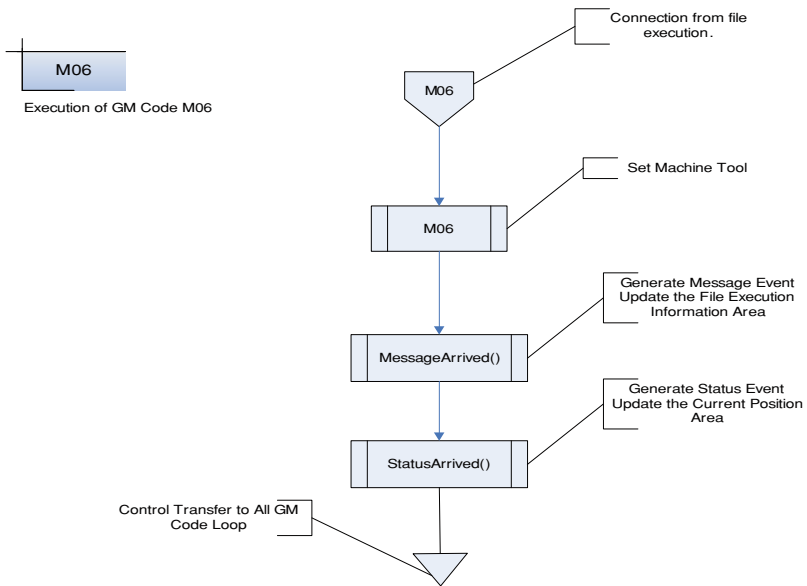 M06
Execution of GM Code M06
Connection from file
execution.
M06
Set Machine Tool
M06
Generate Message Event
Update the File Execution
Information Area
MessageArrived()
Generate Status Event
Update the Current Position
Area
StatusArrived()
Control Transfer to All GM
Code Loop